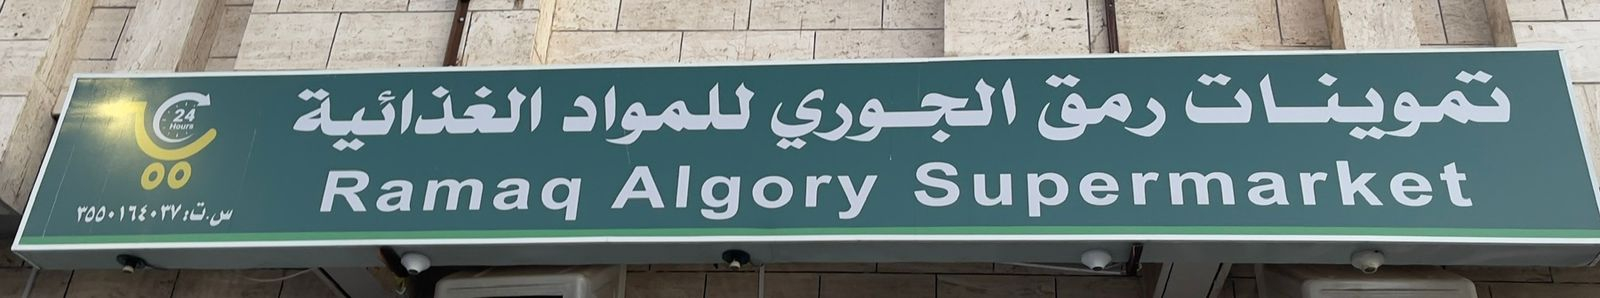 تموينات رمق الجوري للمواد الغذائية
Ramaq Algory Supermarket
24
Hours
س.ت: ٣٥٥٠١٦٤٠٣٧